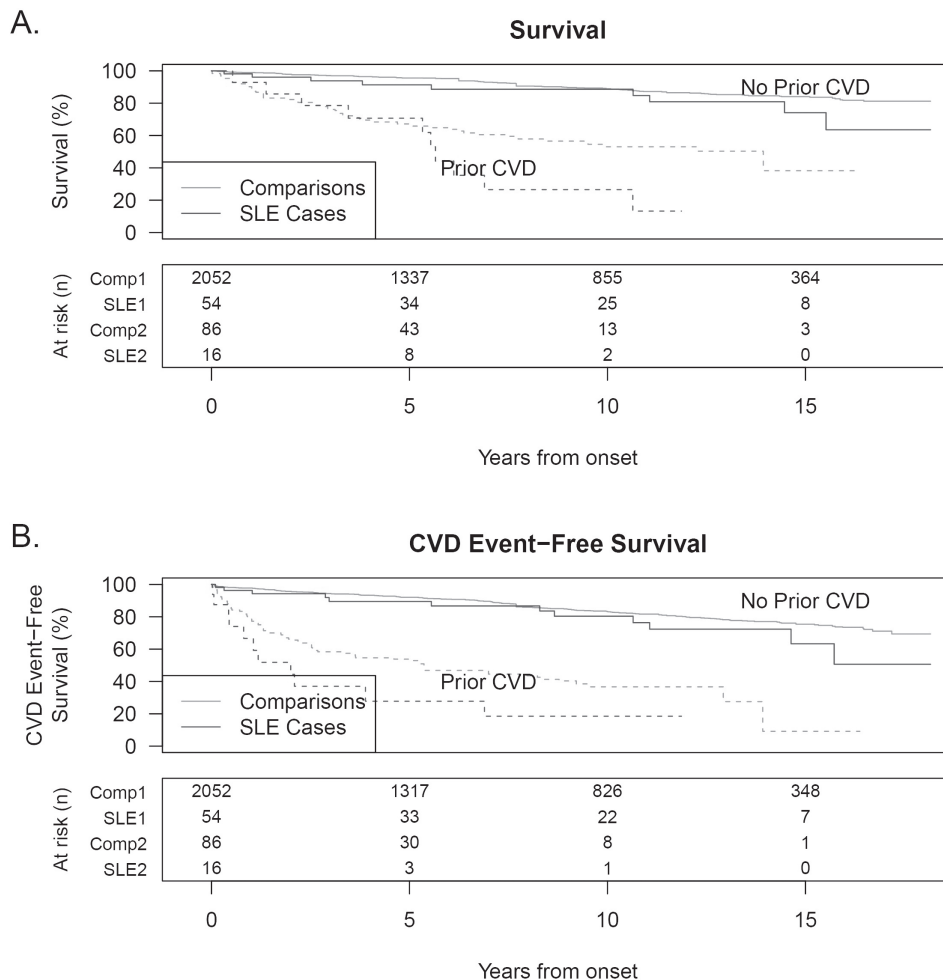 A.
Survival
Survival (%)
100
80
60
40
20
0
No Prior CVD
Prior CVD
Comparisons
SLE Cases
At risk (n)
Comp1 2052 1337 855 364
SLE1 54 34 25 8
Comp2 86 43 13 3
SLE2 16 8 2 0
0 5 10 15
Years from onset
B.
CVD Event−Free Survival
CVD Event−Free
Survival (%)
100
80
60
40
20
0
No Prior CVD
Prior CVD
Comparisons
SLE Cases
At risk (n)
Comp1 2052 1317 826 348
SLE1 54 33 22 7
Comp2 86 30 8 1
SLE2 16 3 1 0
0 5 10 15
Years from onset